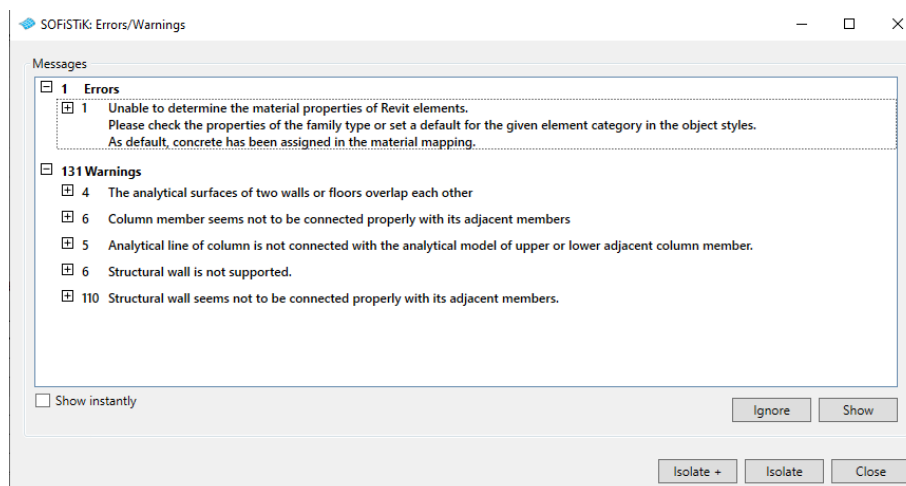 SOFiSTiK: Errors/Warnings
Messages
1 Errors
1 Unable to determine the material properties of Revit elements.
Please check the properties of the family type or set a default for the given element category in the object styles.
As default, concrete has been assigned in the material mapping.
131 Warnings
4 The analytical surfaces of two walls or floors overlap each other
6 Column member seems not to be connected properly with its adjacent members
5 Analytical line of column is not connected with the analytical model of upper or lower adjacent column member.
6 Structural wall is not supported.
110 Structural wall seems not to be connected properly with its adjacent members.
Show instantly
Ignore Show
Isolate + Isolate Close